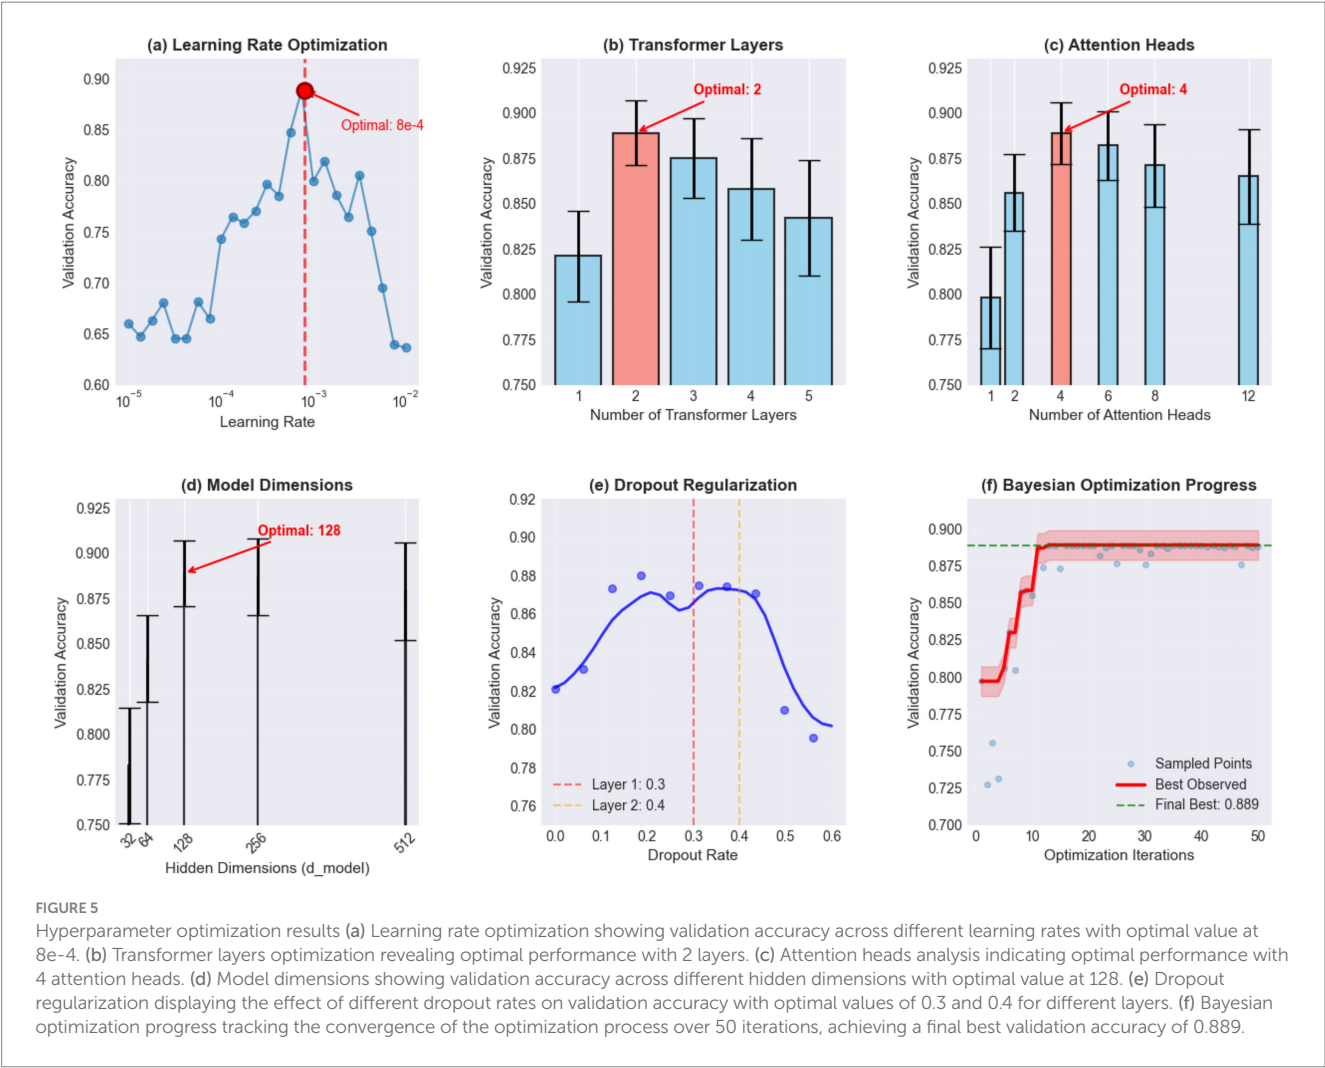 (a) Learning Rate Optimization
Validation Accuracy
0.90
0.85
0.80
0.75
0.70
0.65
0.60
Optimal: 8e-4
10⁻⁵ 10⁻⁴ 10⁻³ 10⁻²
Learning Rate
(b) Transformer Layers
Validation Accuracy
0.925
0.900
0.875
0.850
0.825
0.800
0.775
0.750
Optimal: 2
1 2 3 4 5
Number of Transformer Layers
(c) Attention Heads
Validation Accuracy
0.925
0.900
0.875
0.850
0.825
0.800
0.775
0.750
Optimal: 4
1 2 4 6 8 12
Number of Attention Heads
(d) Model Dimensions
Validation Accuracy
0.925
0.900
0.875
0.850
0.825
0.800
0.775
0.750
Optimal: 128
32 64 128 256 512
Hidden Dimensions (d_model)
(e) Dropout Regularization
Validation Accuracy
0.92
0.90
0.88
0.86
0.84
0.82
0.80
0.78
0.76
Layer 1: 0.3
Layer 2: 0.4
0.0 0.1 0.2 0.3 0.4 0.5 0.6
Dropout Rate
(f) Bayesian Optimization Progress
Validation Accuracy
0.900
0.875
0.850
0.825
0.800
0.775
0.750
0.725
0.700
Sampled Points
Best Observed
Final Best: 0.889
0 10 20 30 40 50
Optimization Iterations
FIGURE 5
Hyperparameter optimization results (a) Learning rate optimization showing validation accuracy across different learning rates with optimal value at
8e-4. (b) Transformer layers optimization revealing optimal performance with 2 layers. (c) Attention heads analysis indicating optimal performance with
4 attention heads. (d) Model dimensions showing validation accuracy across different hidden dimensions with optimal value at 128. (e) Dropout
regularization displaying the effect of different dropout rates on validation accuracy with optimal values of 0.3 and 0.4 for different layers. (f) Bayesian
optimization progress tracking the convergence of the optimization process over 50 iterations, achieving a final best validation accuracy of 0.889.